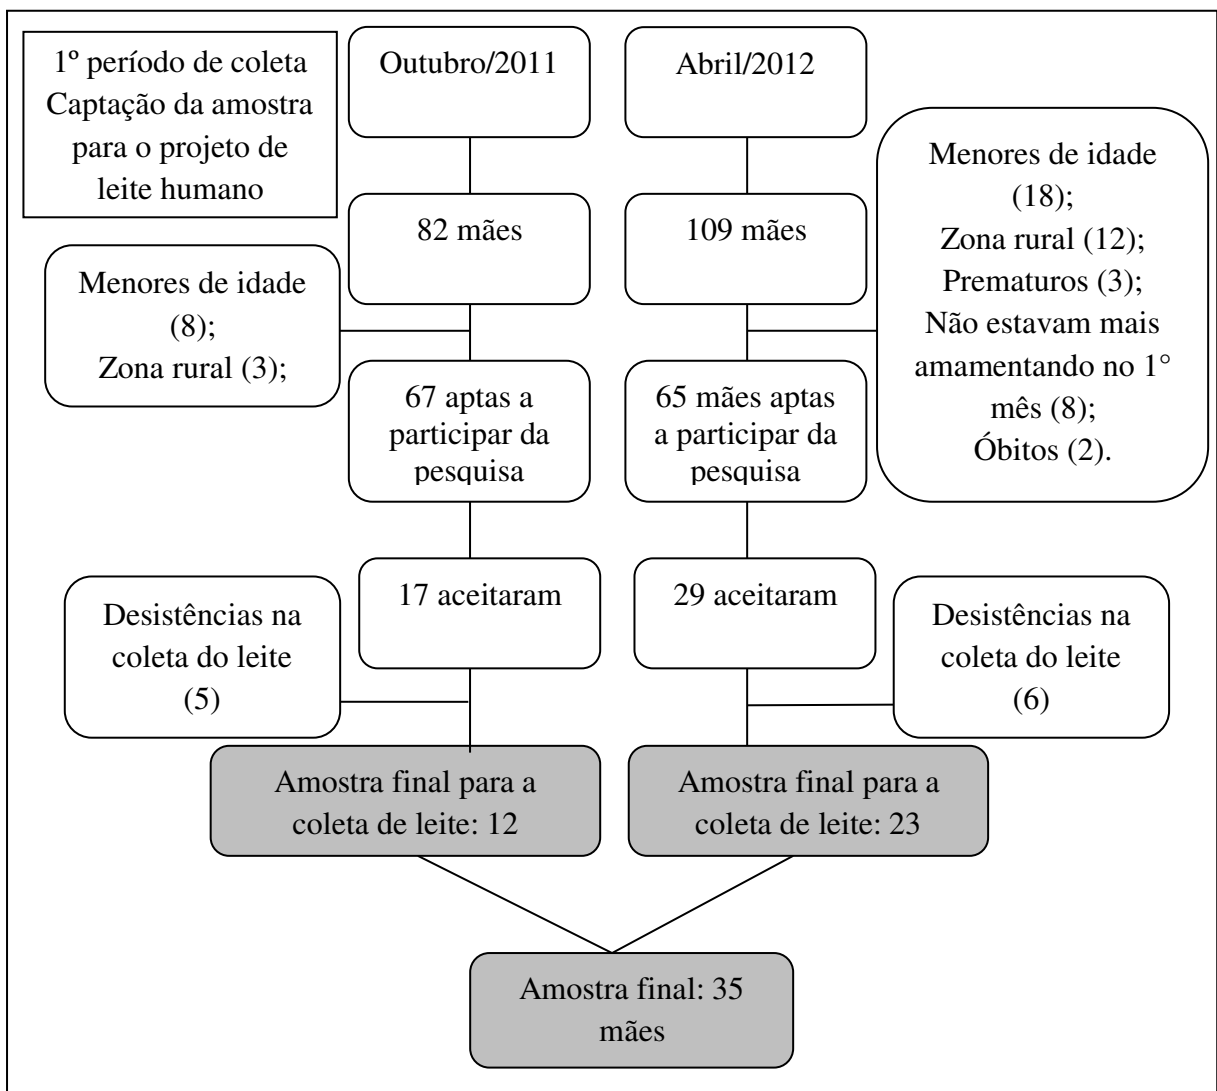 1º período de coleta
Captação da amostra
para o projeto de
leite humano
Outubro/2011
Abril/2012
82 mães
109 mães
Menores de idade
(8);
Zona rural (3);
Menores de idade
(18);
Zona rural (12);
Prematuros (3);
Não estavam mais
amamentando no 1°
mês (8);
Óbitos (2).
67 aptas a
participar da
pesquisa
65 mães aptas
a participar da
pesquisa
17 aceitaram
29 aceitaram
Desistências na
coleta do leite
(5)
Desistências na
coleta do leite
(6)
Amostra final para a
coleta de leite: 12
Amostra final para a
coleta de leite: 23
Amostra final: 35
mães